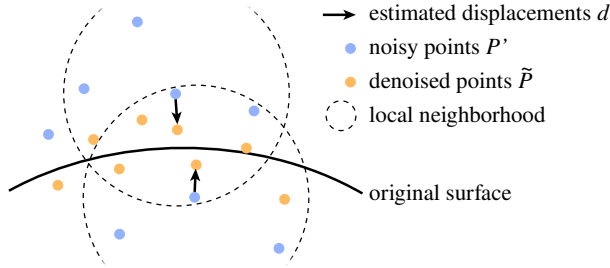 estimated displacements d
noisy points P'
denoised points P̃
local neighborhood
original surface